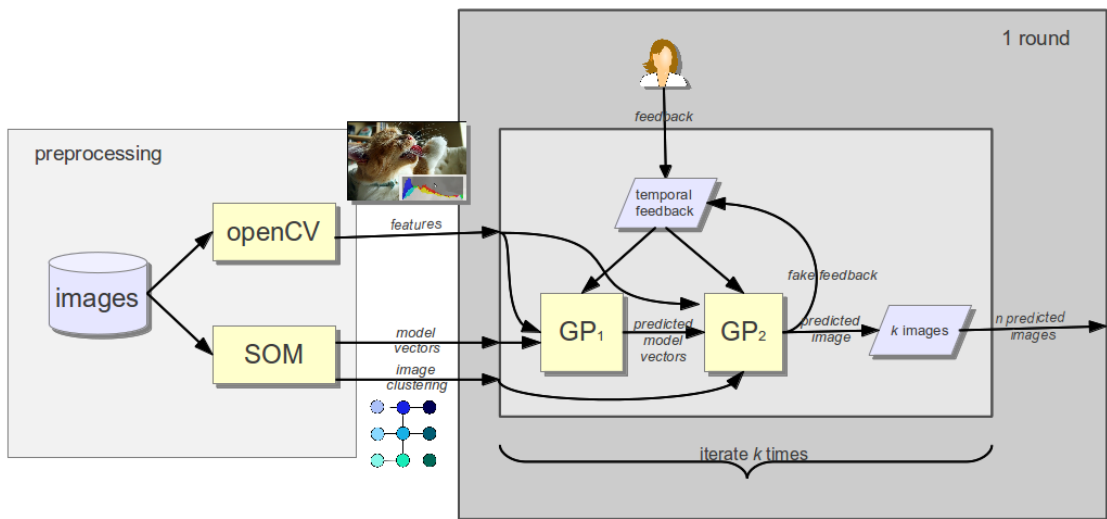 1 round
feedback
preprocessing
temporal
feedback
openCV
features
images
fake feedback
GP1
predicted
model
vectors
GP2
predicted
image
k images
n predicted
images
SOM
model
vectors
image
clustering
iterate k times